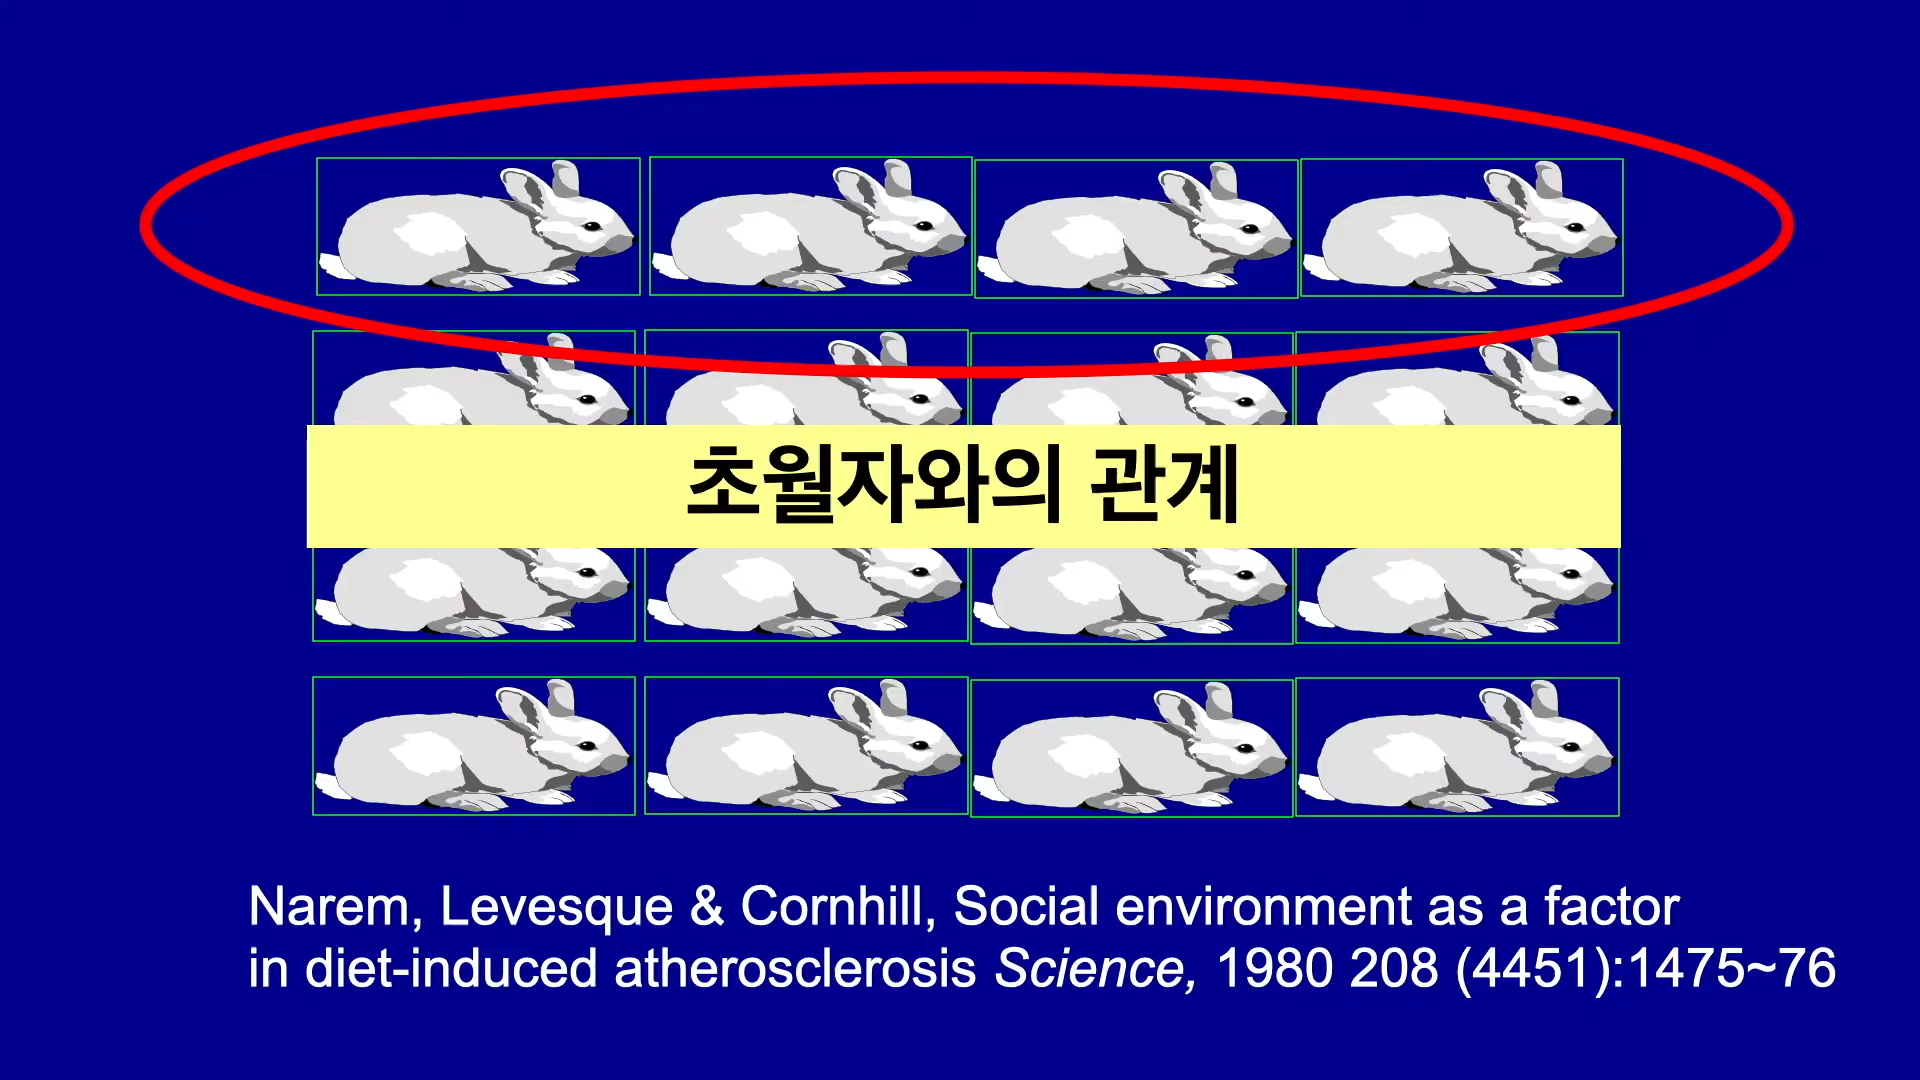 초월자와의 관계
Narem, Levesque & Cornhill, Social environment as a factor
in diet-induced atherosclerosis Science, 1980 208 (4451):1475~76